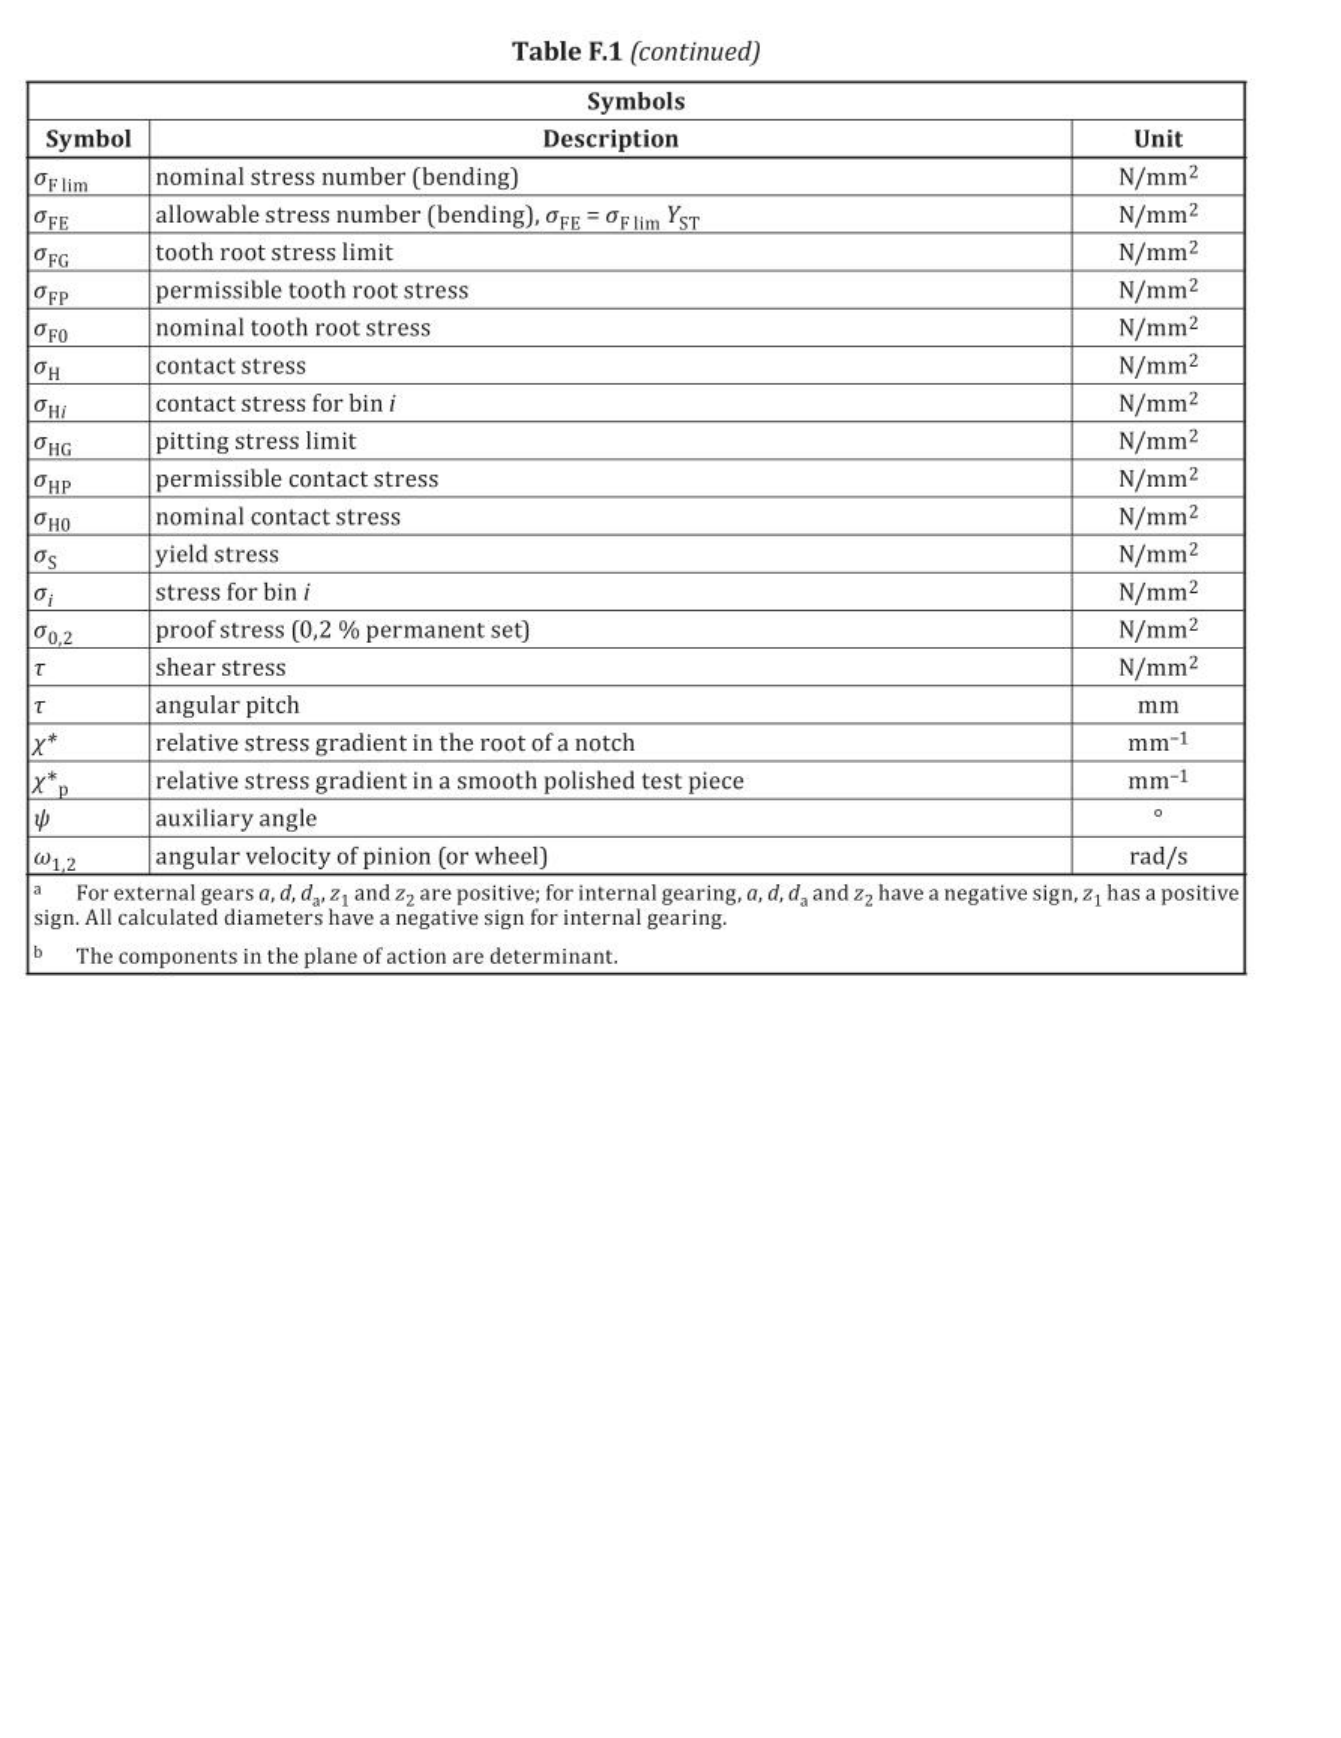 Table F.1 (continued)
Symbols
Symbol Description Unit
σF lim nominal stress number (bending) N/mm²
σFE allowable stress number (bending), σFE = σF lim YST N/mm²
σFG tooth root stress limit N/mm²
σFP permissible tooth root stress N/mm²
σF0 nominal tooth root stress N/mm²
σH contact stress N/mm²
σHi contact stress for bin i N/mm²
σHG pitting stress limit N/mm²
σHP permissible contact stress N/mm²
σH0 nominal contact stress N/mm²
σS yield stress N/mm²
σi stress for bin i N/mm²
σ0,2 proof stress (0,2 % permanent set) N/mm²
τ shear stress N/mm²
τ angular pitch mm
χ* relative stress gradient in the root of a notch mm⁻¹
χ*p relative stress gradient in a smooth polished test piece mm⁻¹
ψ auxiliary angle °
ω1,2 angular velocity of pinion (or wheel) rad/s
a For external gears a, d, da, z1 and z2 are positive; for internal gearing, a, d, da and z2 have a negative sign, z1 has a positive
sign. All calculated diameters have a negative sign for internal gearing.
b The components in the plane of action are determinant.